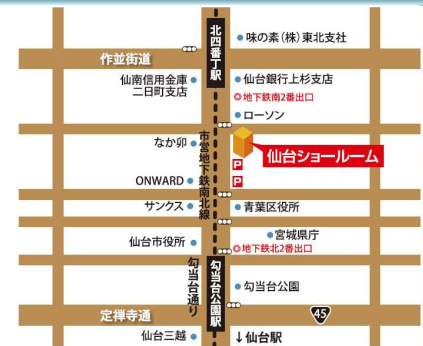 北四番丁駅
味の素(株)東北支社
作並街道
仙南信用金庫
二日町支店
仙台銀行上杉支店
◎地下鉄南2番出口
ローソン
なか卯
市営地下鉄南北線
仙台ショールーム
P
P
ONWARD
サンクス
青葉区役所
宮城県庁
仙台市役所
◎地下鉄北2番出口
勾当台通り
勾当台公園駅
勾当台公園
定禅寺通
45
仙台三越
↓仙台駅